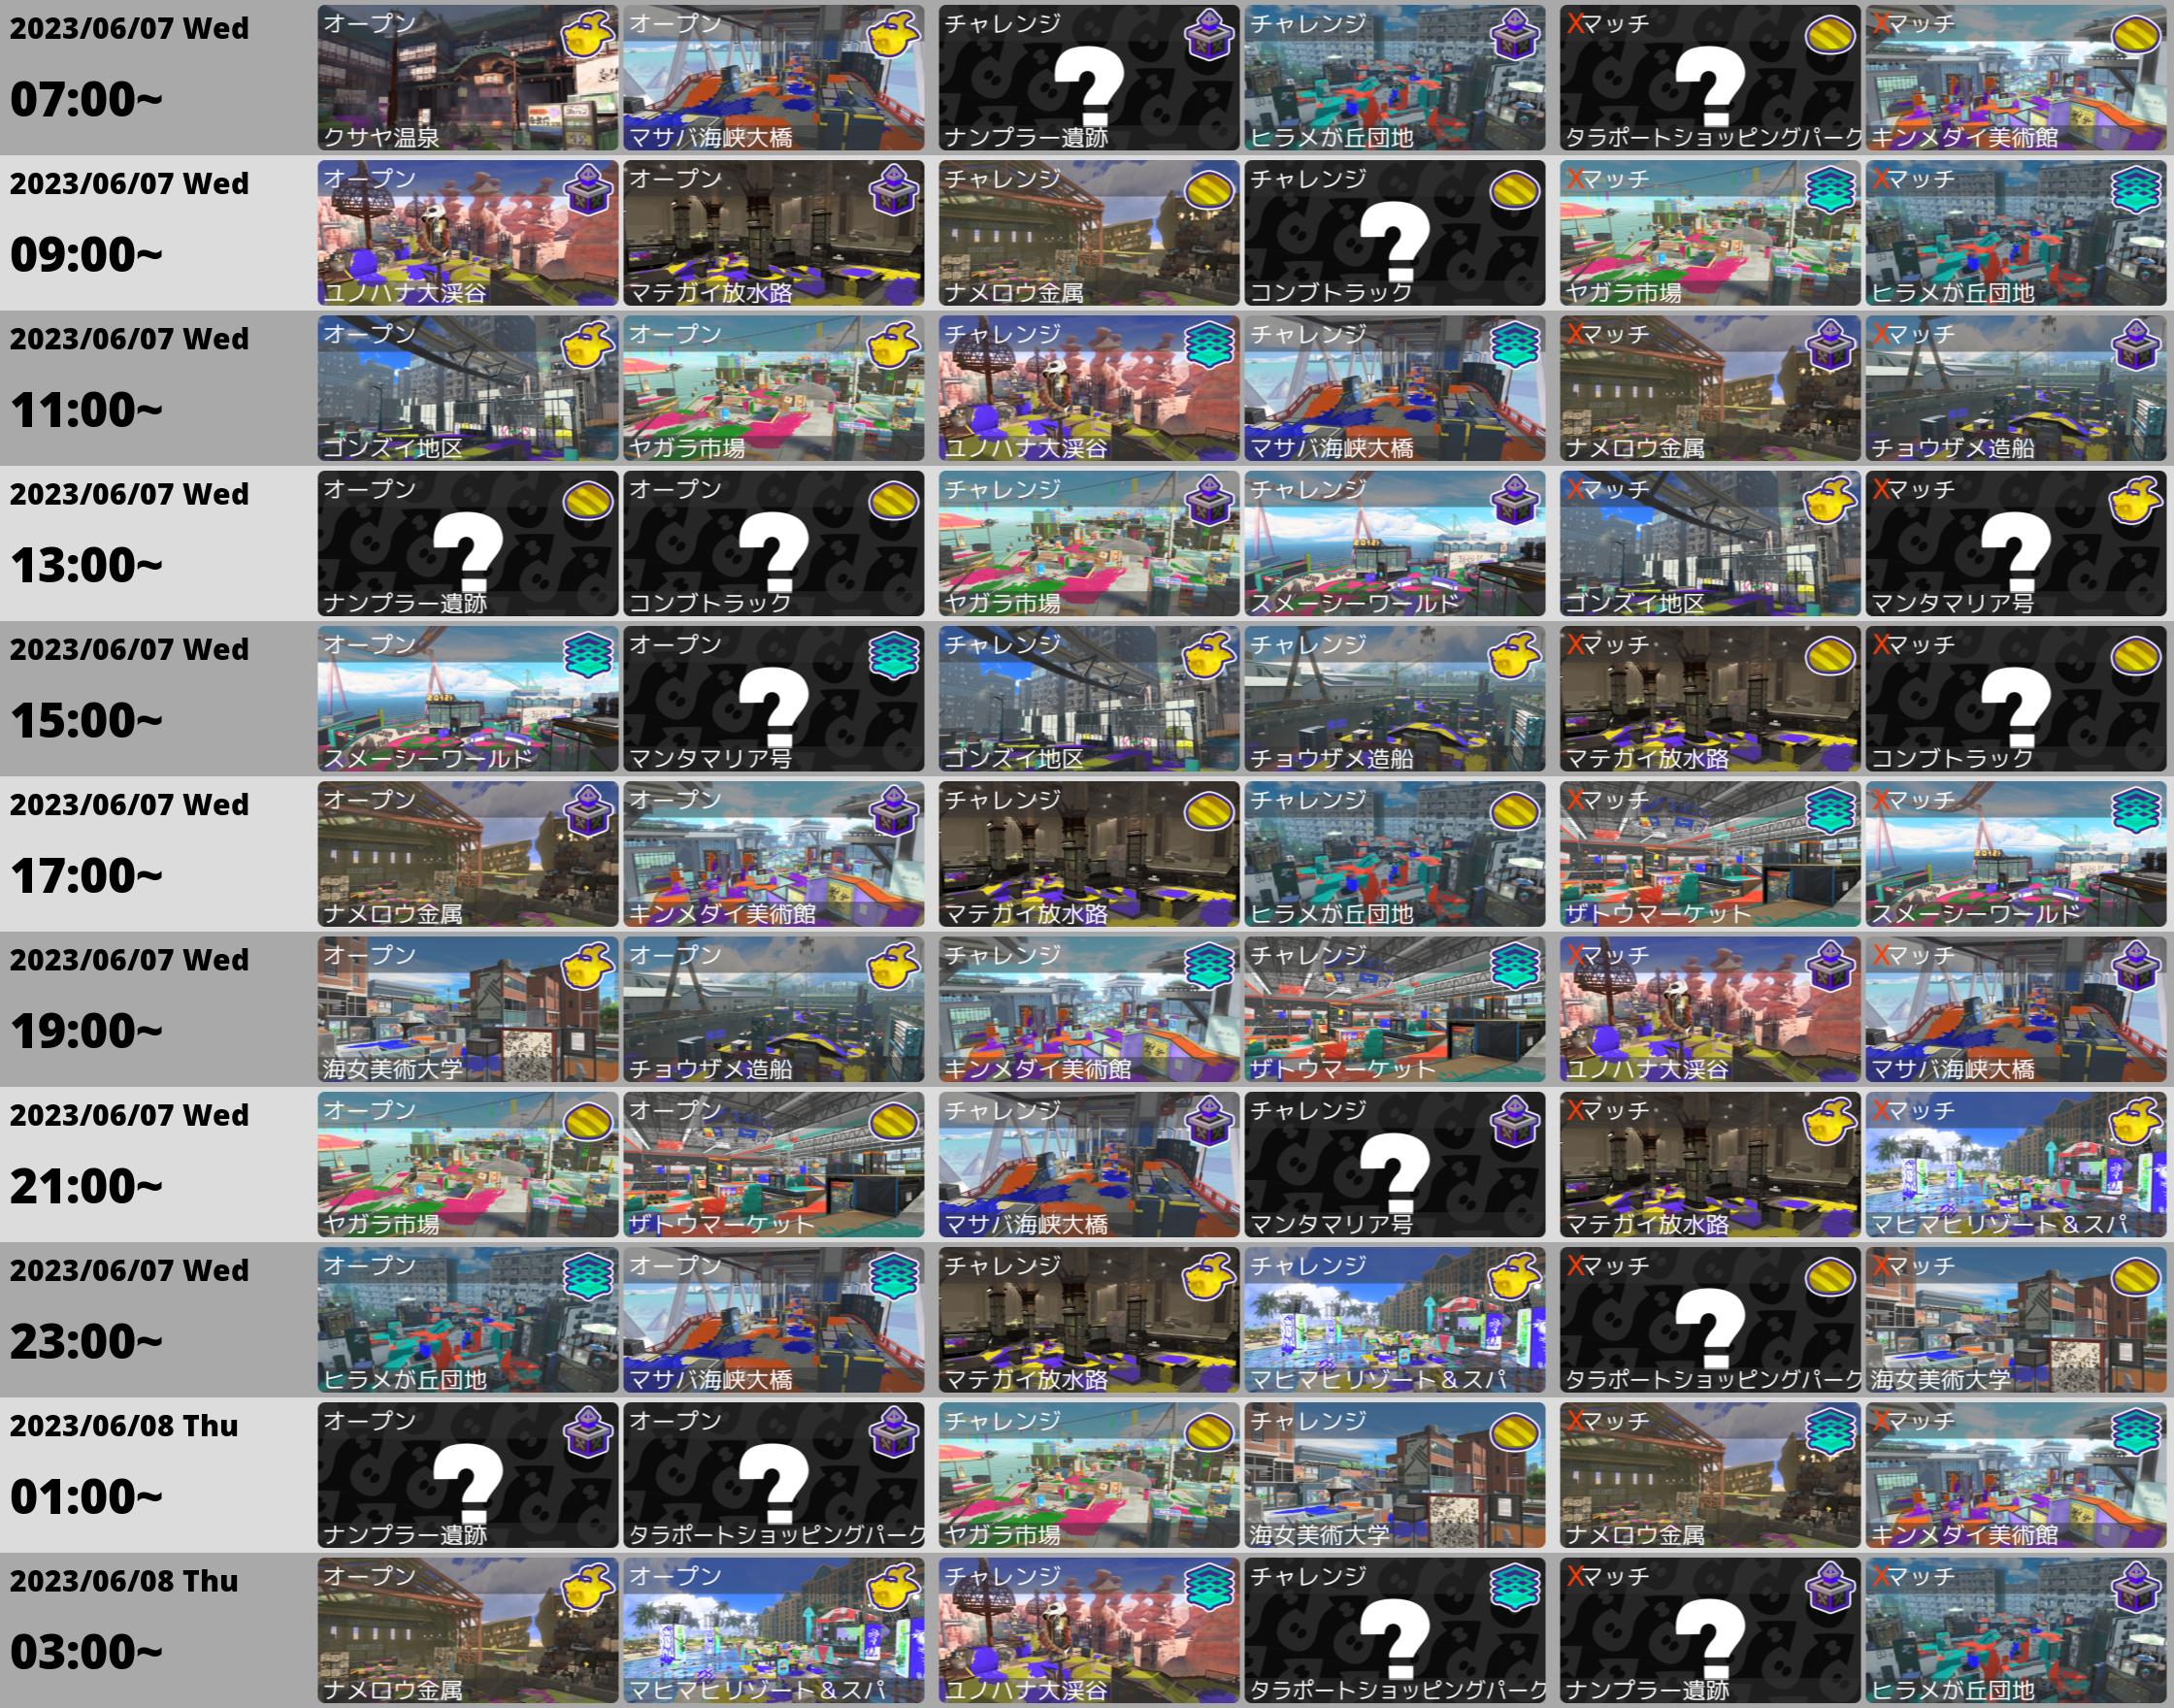 2023/06/07 Wed
07:00~
オープン
クサヤ温泉
オープン
マサバ海峡大橋
チャレンジ
ナンプラー遺跡
チャレンジ
ヒラメが丘団地
Xマッチ
タラポートショッピングパーク
Xマッチ
キンメダイ美術館
2023/06/07 Wed
09:00~
オープン
ユノハナ大渓谷
オープン
マテガイ放水路
チャレンジ
ナメロウ金属
チャレンジ
コンブトラック
Xマッチ
ヤガラ市場
Xマッチ
ヒラメが丘団地
2023/06/07 Wed
11:00~
オープン
ゴンズイ地区
オープン
ヤガラ市場
チャレンジ
ユノハナ大渓谷
チャレンジ
マサバ海峡大橋
Xマッチ
ナメロウ金属
Xマッチ
チョウザメ造船
2023/06/07 Wed
13:00~
オープン
ナンプラー遺跡
オープン
コンブトラック
チャレンジ
ヤガラ市場
チャレンジ
スメーシーワールド
Xマッチ
ゴンズイ地区
Xマッチ
マンタマリア号
2023/06/07 Wed
15:00~
オープン
スメーシーワールド
オープン
マンタマリア号
チャレンジ
ゴンズイ地区
チャレンジ
チョウザメ造船
Xマッチ
マテガイ放水路
Xマッチ
コンブトラック
2023/06/07 Wed
17:00~
オープン
ナメロウ金属
オープン
キンメダイ美術館
チャレンジ
マテガイ放水路
チャレンジ
ヒラメが丘団地
Xマッチ
ザトウマーケット
Xマッチ
スメーシーワールド
2023/06/07 Wed
19:00~
オープン
海女美術大学
オープン
チョウザメ造船
チャレンジ
キンメダイ美術館
チャレンジ
ザトウマーケット
Xマッチ
ユノハナ大渓谷
Xマッチ
マサバ海峡大橋
2023/06/07 Wed
21:00~
オープン
ヤガラ市場
オープン
ザトウマーケット
チャレンジ
マサバ海峡大橋
チャレンジ
マンタマリア号
Xマッチ
マテガイ放水路
Xマッチ
マヒマヒリゾート&スパ
2023/06/07 Wed
23:00~
オープン
ヒラメが丘団地
オープン
マサバ海峡大橋
チャレンジ
マテガイ放水路
チャレンジ
マヒマヒリゾート&スパ
Xマッチ
タラポートショッピングパーク
Xマッチ
海女美術大学
2023/06/08 Thu
01:00~
オープン
ナンプラー遺跡
オープン
タラポートショッピングパーク
チャレンジ
ヤガラ市場
チャレンジ
海女美術大学
Xマッチ
ナメロウ金属
Xマッチ
キンメダイ美術館
2023/06/08 Thu
03:00~
オープン
ナメロウ金属
オープン
マヒマヒリゾート&スパ
チャレンジ
ユノハナ大渓谷
チャレンジ
タラポートショッピングパーク
Xマッチ
ナンプラー遺跡
Xマッチ
ヒラメが丘団地